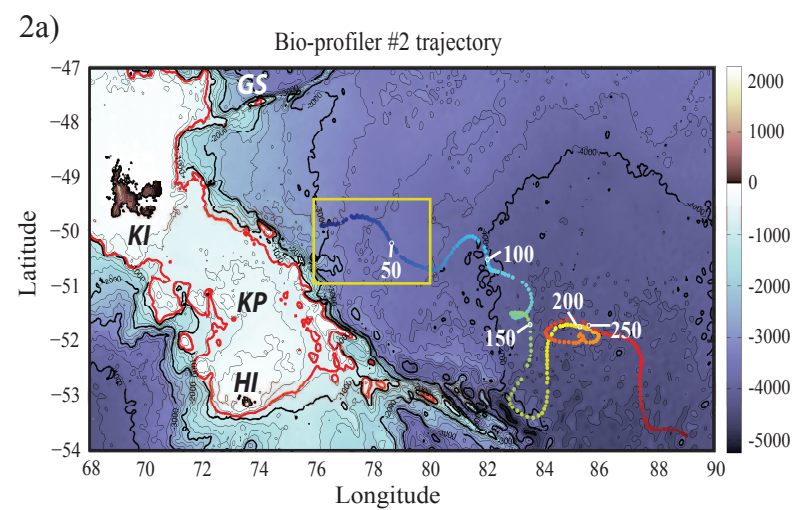 2a)
Bio-profiler #2 trajectory
−47
−48
−49
−50
−51
−52
−53
−54
Latitude
GS
KI
KP
HI
50
100
150
200
250
2000
1000
0
-1000
-2000
-3000
-4000
-5000
68 70 72 74 76 78 80 82 84 86 88 90
Longitude